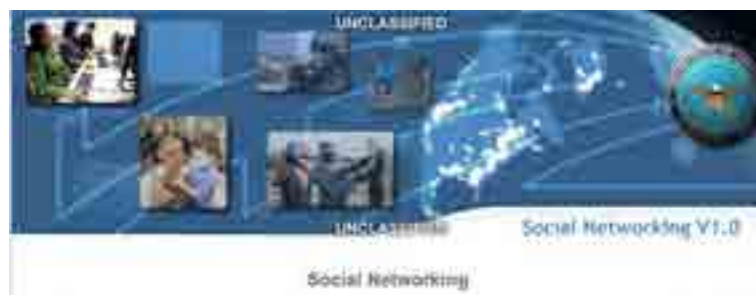 UNCLASSIFIED
UNCLASSIFIED
Social Networking V1.0
Social Networking